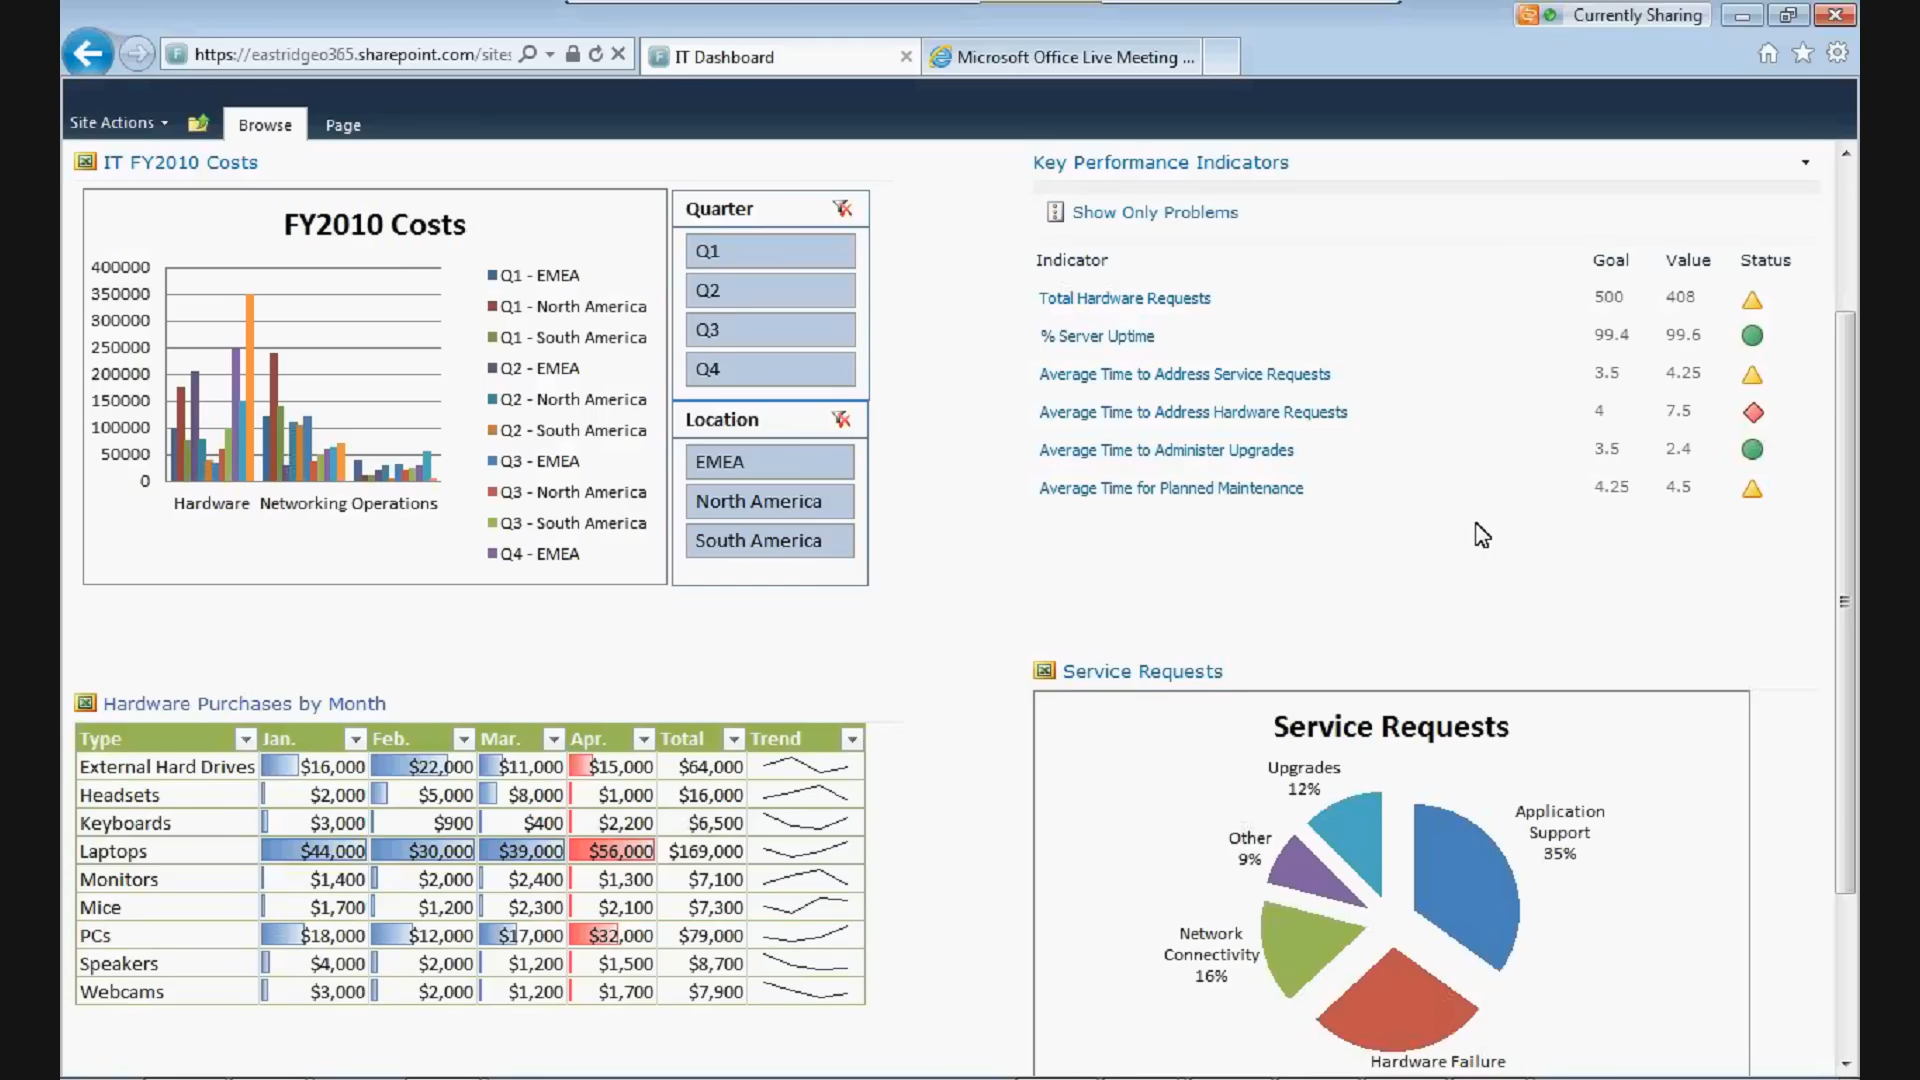 Currently Sharing
https://eastridgeo365.sharepoint.com/site:
IT Dashboard
Microsoft Office Live Meeting ...
Site Actions
Browse
Page
IT FY2010 Costs
FY2010 Costs
400000
350000
300000
250000
200000
150000
100000
50000
0
Hardware Networking Operations
Q1 - EMEA
Q1 - North America
Q1 - South America
Q2 - EMEA
Q2 - North America
Q2 - South America
Q3 - EMEA
Q3 - North America
Q3 - South America
Q4 - EMEA
Quarter
Q1
Q2
Q3
Q4
Location
EMEA
North America
South America
Key Performance Indicators
Show Only Problems
Indicator Goal Value Status
Total Hardware Requests 500 408
% Server Uptime 99.4 99.6
Average Time to Address Service Requests 3.5 4.25
Average Time to Address Hardware Requests 4 7.5
Average Time to Administer Upgrades 3.5 2.4
Average Time for Planned Maintenance 4.25 4.5
Hardware Purchases by Month
Type Jan. Feb. Mar. Apr. Total Trend
External Hard Drives $16,000 $22,000 $11,000 $15,000 $64,000
Headsets $2,000 $5,000 $8,000 $1,000 $16,000
Keyboards $3,000 $900 $400 $2,200 $6,500
Laptops $44,000 $30,000 $39,000 $56,000 $169,000
Monitors $1,400 $2,000 $2,400 $1,300 $7,100
Mice $1,700 $1,200 $2,300 $2,100 $7,300
PCs $18,000 $12,000 $17,000 $32,000 $79,000
Speakers $4,000 $2,000 $1,200 $1,500 $8,700
Webcams $3,000 $2,000 $1,200 $1,700 $7,900
Service Requests
Service Requests
Upgrades
12%
Application
Support
35%
Other
9%
Network
Connectivity
16%
Hardware Failure